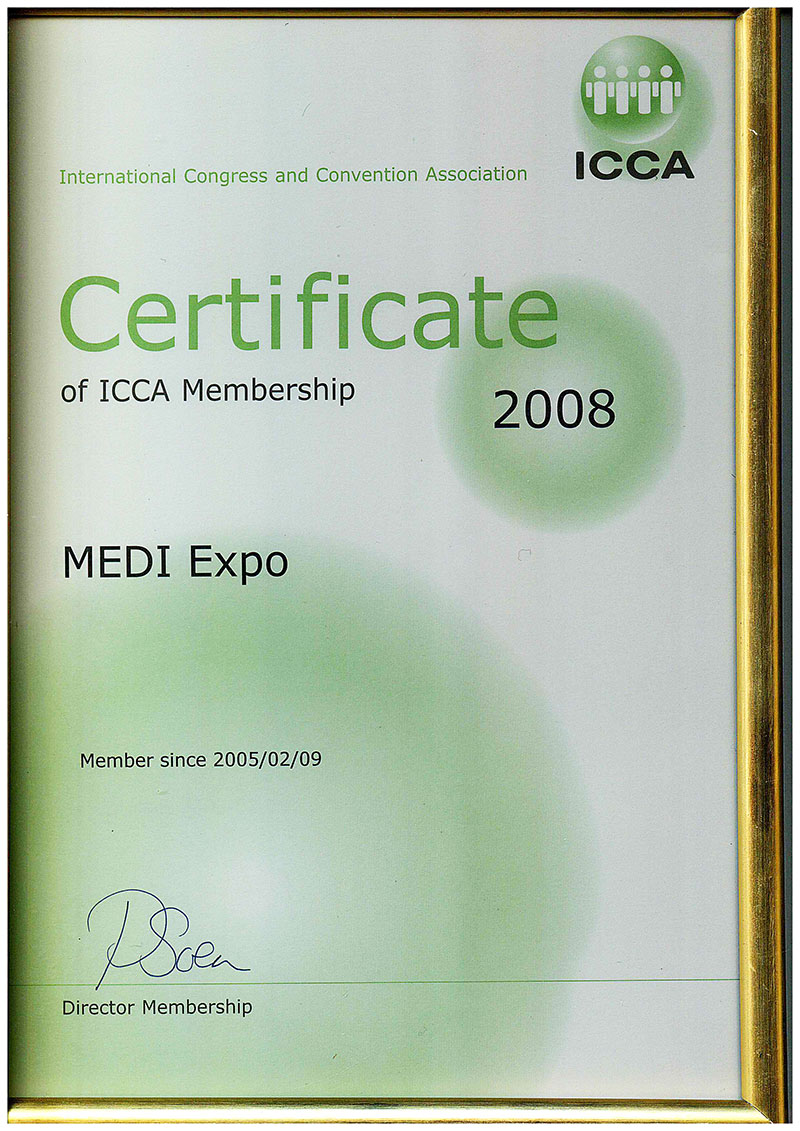 ICCA
International Congress and Convention Association
Certificate
of ICCA Membership
2008
MEDI Expo
Member since 2005/02/09
Director Membership